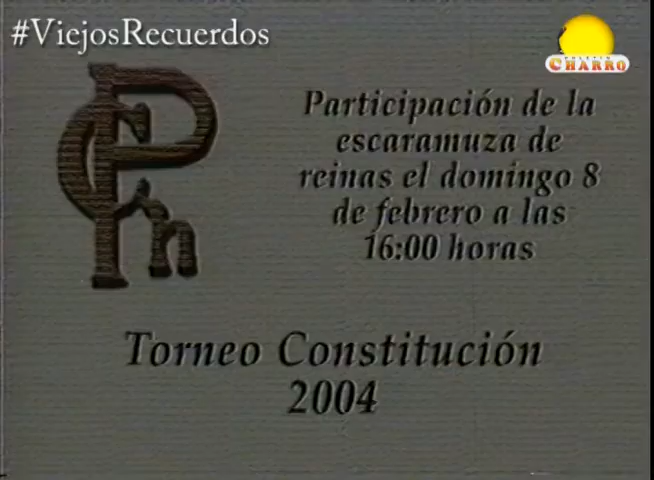 #ViejosRecuerdos
CHARRO
Participación de la
escaramuza de
reinas el domingo 8
de febrero a las
16:00 horas
Torneo Constitución
2004